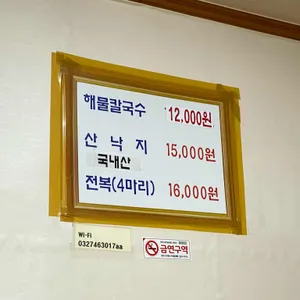 해물칼국수 12,000원
산 낙 지 15,000원
국내산
전복(4마리) 16,000원
Wi-Fi
0327463017aa
금연구역